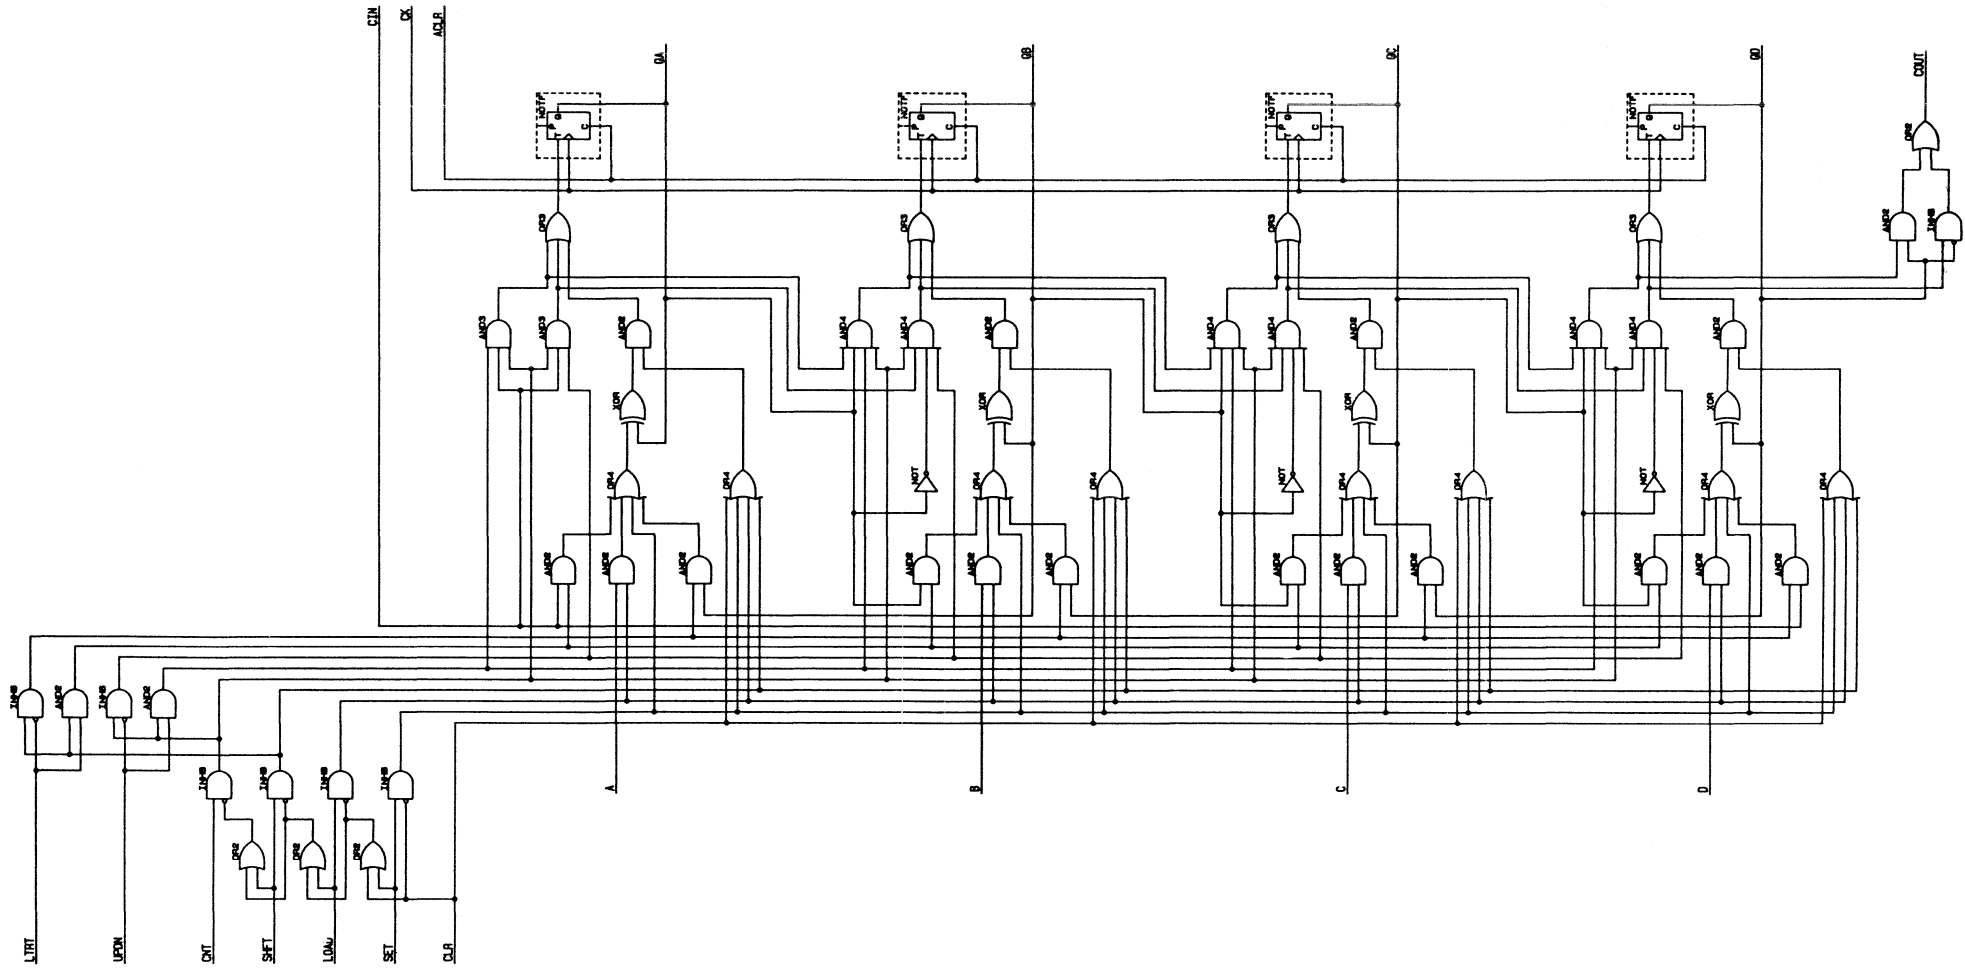 CIN
CK
ACLR
QA
QB
QC
QD
COUT
NOTF
P
Q
T
C
NOTF
P
Q
T
C
NOTF
P
Q
T
C
NOTF
P
Q
T
C
OR2
OR3
OR3
OR3
OR3
AND2
INHB
AND3
AND3
AND2
AND4
AND4
AND2
AND4
AND4
AND2
AND4
AND4
AND2
XOR
XOR
XOR
XOR
OR4
OR4
NOT
OR4
OR4
NOT
OR4
OR4
NOT
OR4
OR4
AND2
AND2
AND2
AND2
AND2
AND2
AND2
AND2
AND2
AND2
AND2
AND2
INHB
AND2
INHB
AND2
INHB
INHB
INHB
INHB
A
B
C
D
OR2
OR2
OR2
LTRT
UPDN
CNT
SHFT
LOAD
SET
CLR